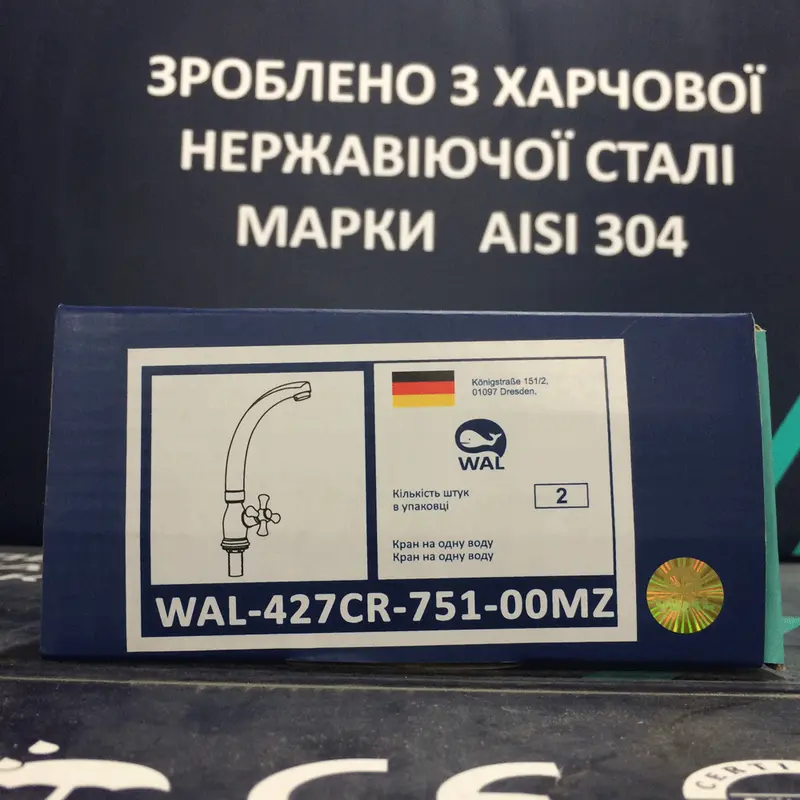 ЗРОБЛЕНО З ХАРЧОВОЇ
НЕРЖАВІЮЧОЇ СТАЛІ
МАРКИ AISI 304
Königstraße 151/2,
01097 Dresden,
WAL
Кількість штук
в упаковці
2
Кран на одну воду
Кран на одну воду
WAL-427CR-751-00MZ